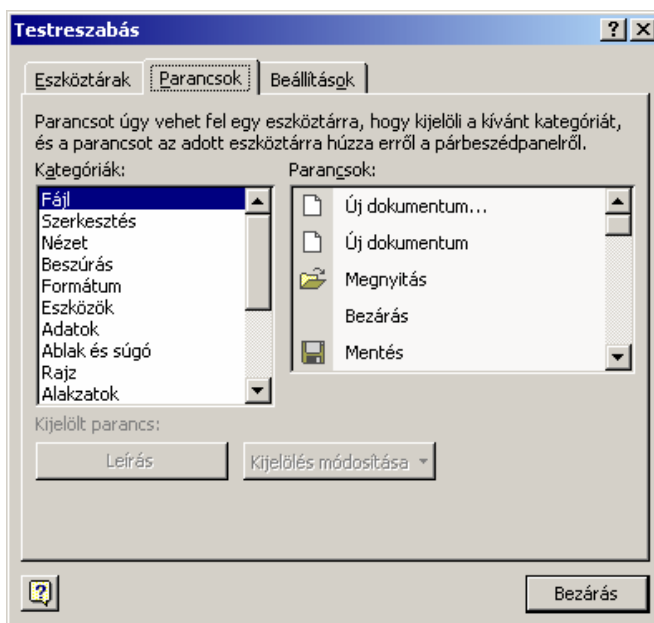 Testreszabás
Eszköztárak Parancsok Beállítások
Parancsot úgy vehet fel egy eszköztárra, hogy kijelöli a kívánt kategóriát,
és a parancsot az adott eszköztárra húzza erről a párbeszédpanelről.
Kategóriák:
Fájl
Szerkesztés
Nézet
Beszúrás
Formátum
Eszközök
Adatok
Ablak és súgó
Rajz
Alakzatok
Parancsok:
Új dokumentum...
Új dokumentum
Megnyitás
Bezárás
Mentés
Kijelölt parancs:
Leírás
Kijelölés módosítása
Bezárás